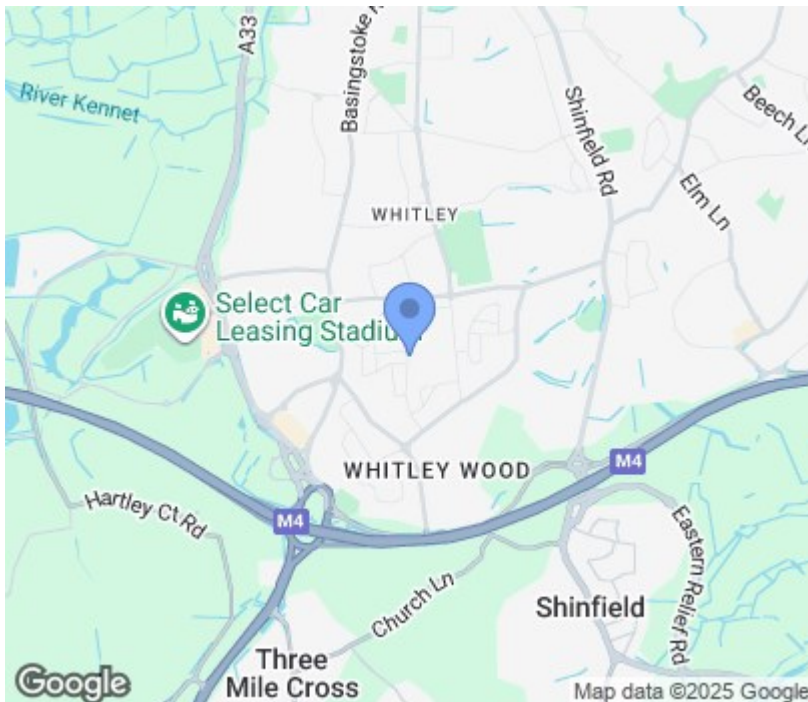 A33
Basingstoke R
River Kennet
Shinfield Rd
Beech Ln
WHITLEY
Elm Ln
Select Car
Leasing Stadium
WHITLEY WOOD
M4
Hartley Ct Rd
M4
Eastern Relief Rd
Church Ln
Shinfield
Three
Mile Cross
Google
Map data ©2025 Google